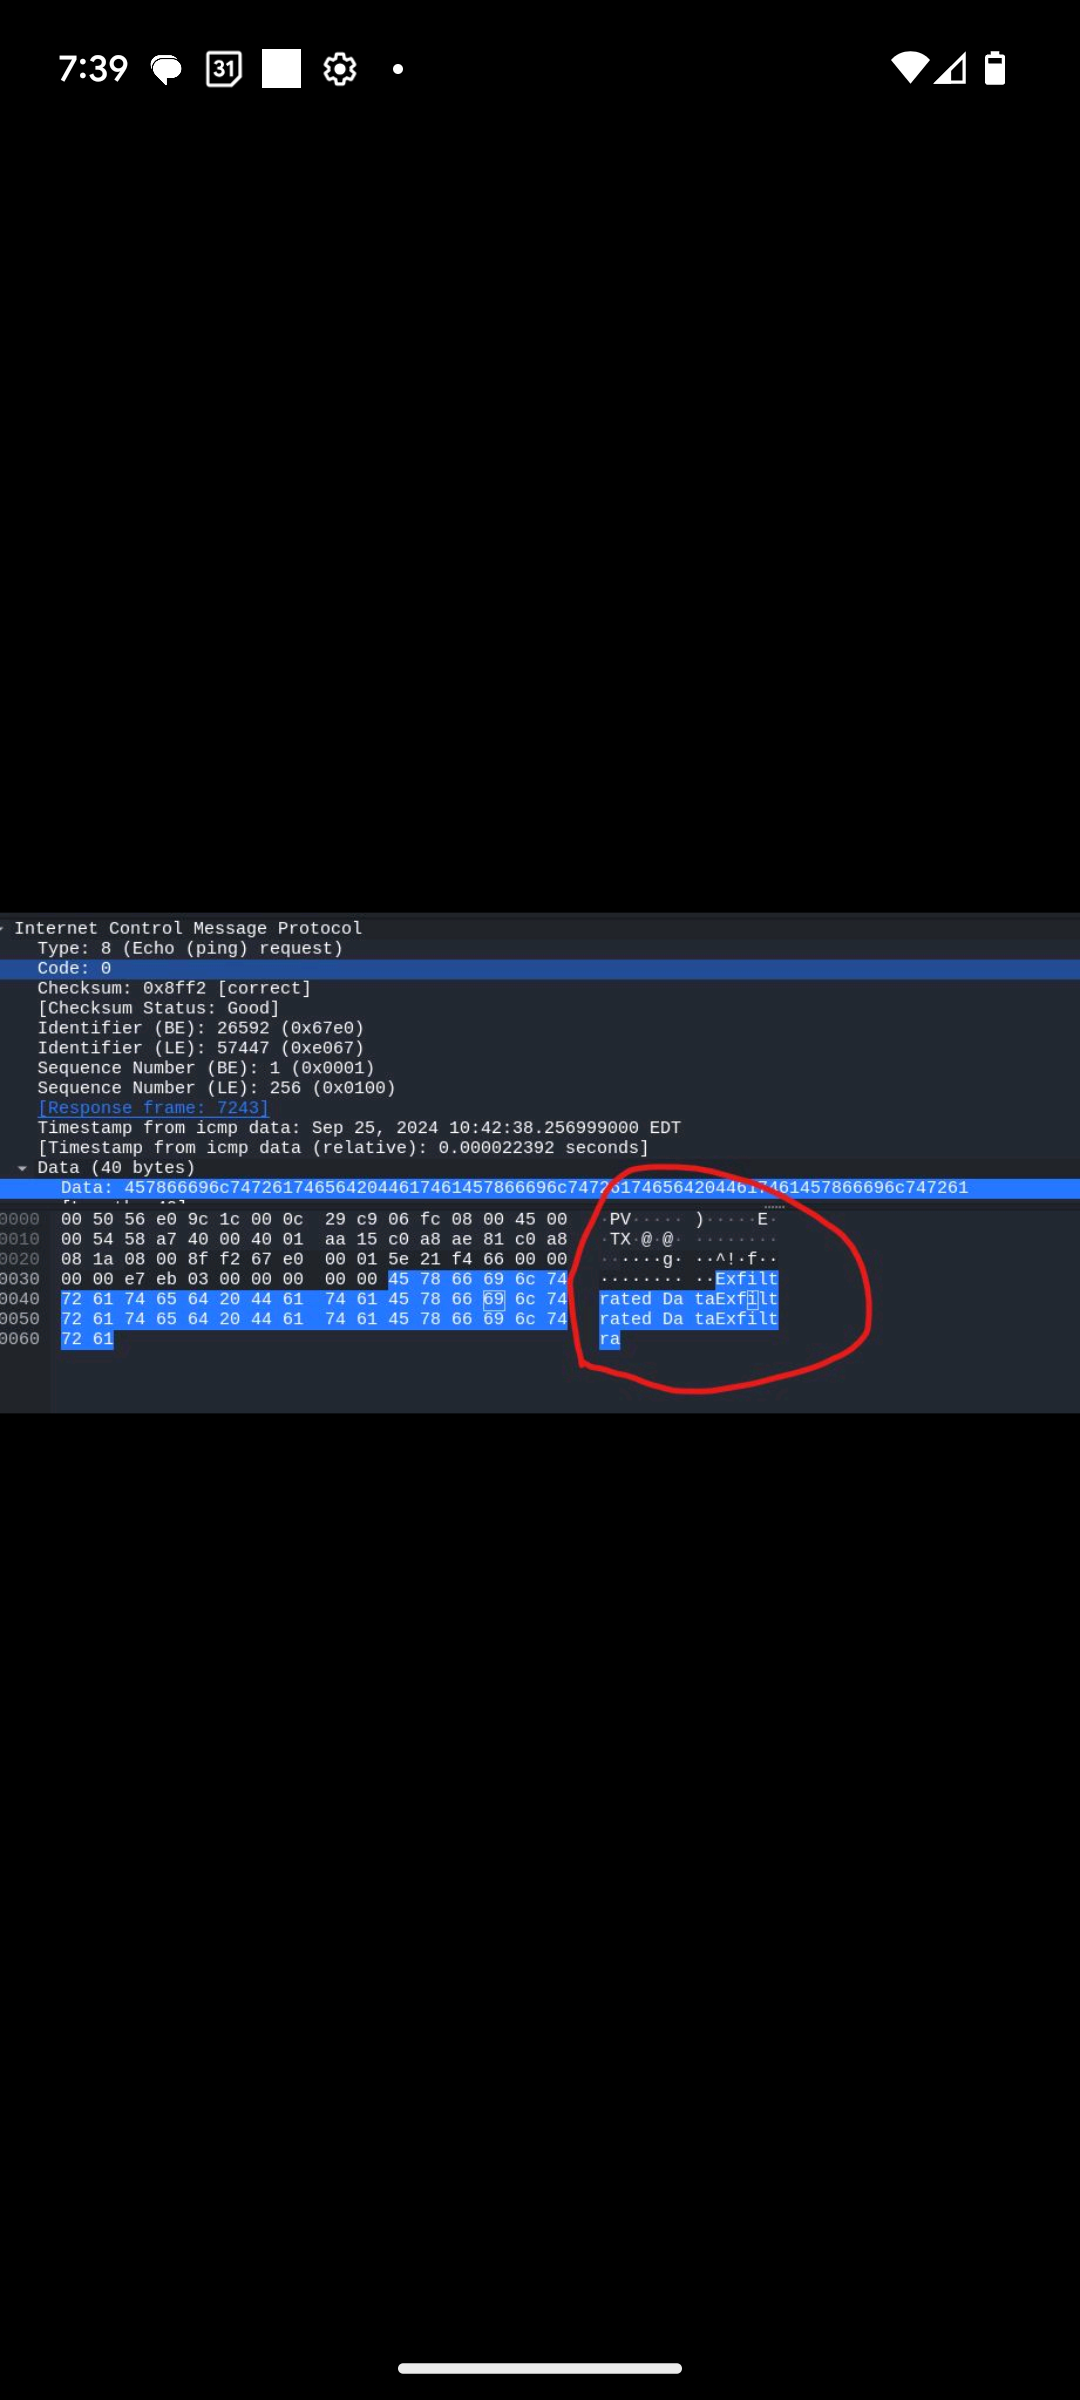 7:39
31
Internet Control Message Protocol
Type: 8 (Echo (ping) request)
Code: 0
Checksum: 0x8ff2 [correct]
[Checksum Status: Good]
Identifier (BE): 26592 (0x67e0)
Identifier (LE): 57447 (0xe067)
Sequence Number (BE): 1 (0x0001)
Sequence Number (LE): 256 (0x0100)
[Response frame: 7243]
Timestamp from icmp data: Sep 25, 2024 10:42:38.256999000 EDT
[Timestamp from icmp data (relative): 0.000022392 seconds]
Data (40 bytes)
Data: 457866696c7472617465642044617461457866696c7472617465642044617461457866696c747261
0000 00 50 56 e0 9c 1c 00 0c 29 c9 06 fc 08 00 45 00 ·PV····· )·····E·
0010 00 54 58 a7 40 00 40 01 aa 15 c0 a8 ae 81 c0 a8 ·TX·@·@· ········
0020 08 1a 08 00 8f f2 67 e0 00 01 5e 21 f4 66 00 00 ······g· ··^!·f··
0030 00 00 e7 eb 03 00 00 00 00 00 45 78 66 69 6c 74 ········ ··Exfilt
0040 72 61 74 65 64 20 44 61 74 61 45 78 66 69 6c 74 rated Da taExfilt
0050 72 61 74 65 64 20 44 61 74 61 45 78 66 69 6c 74 rated Da taExfilt
0060 72 61 ra